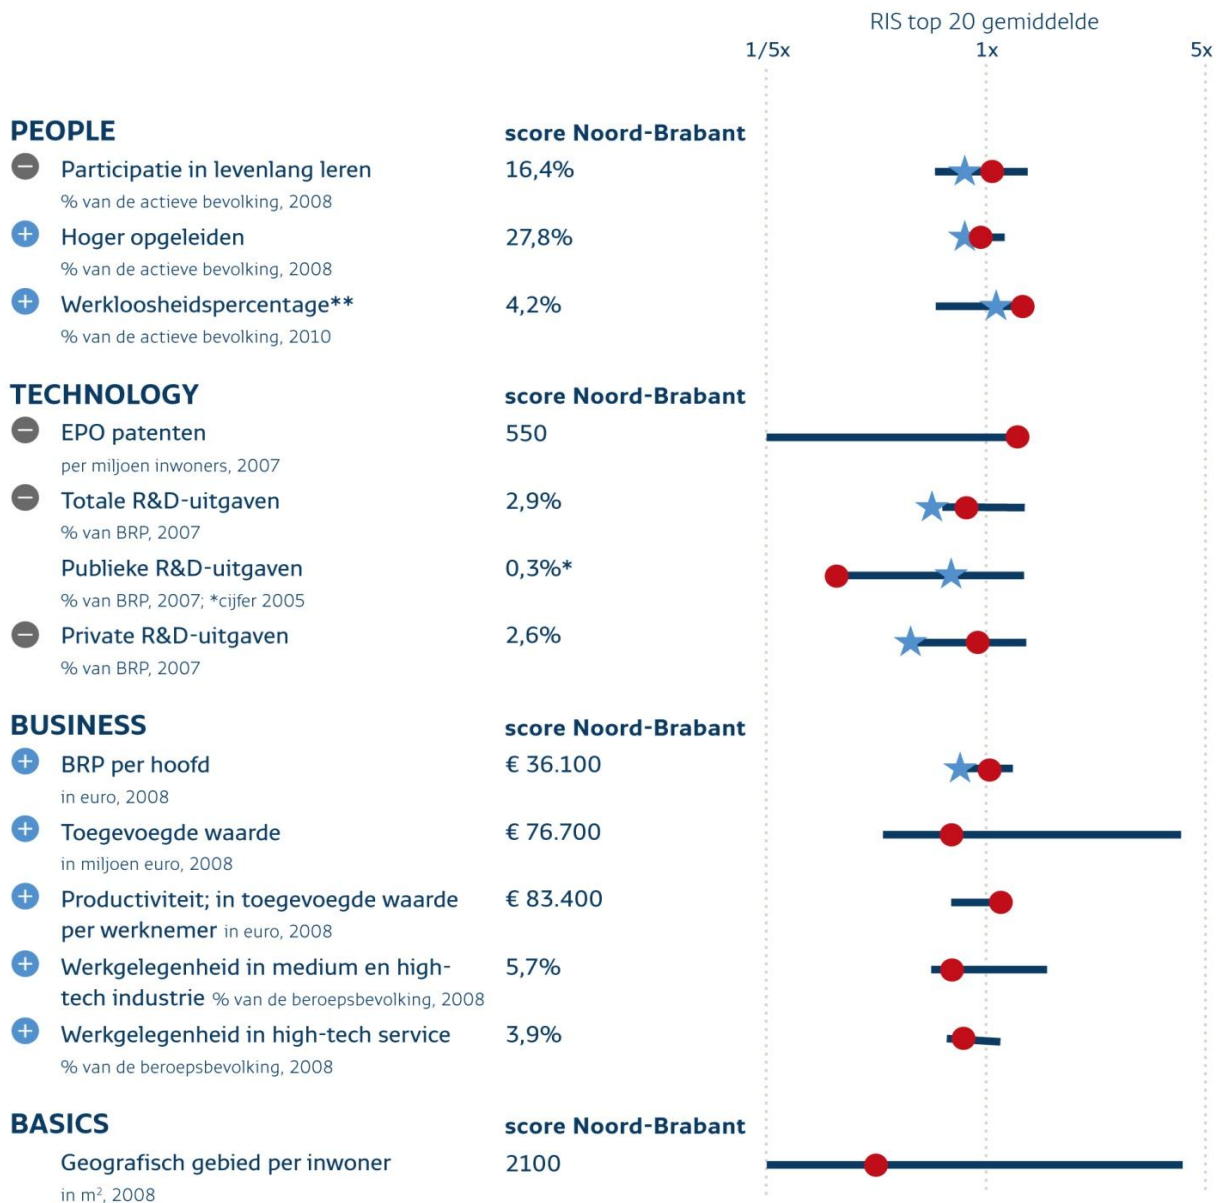 RIS top 20 gemiddelde
1/5x 1x 5x
PEOPLE score Noord-Brabant
Participatie in levenlang leren 16,4%
% van de actieve bevolking, 2008
Hoger opgeleiden 27,8%
% van de actieve bevolking, 2008
Werkloosheidspercentage** 4,2%
% van de actieve bevolking, 2010
TECHNOLOGY score Noord-Brabant
EPO patenten 550
per miljoen inwoners, 2007
Totale R&D-uitgaven 2,9%
% van BRP, 2007
Publieke R&D-uitgaven 0,3%*
% van BRP, 2007; *cijfer 2005
Private R&D-uitgaven 2,6%
% van BRP, 2007
BUSINESS score Noord-Brabant
BRP per hoofd € 36.100
in euro, 2008
Toegevoegde waarde € 76.700
in miljoen euro, 2008
Productiviteit; in toegevoegde waarde € 83.400
per werknemer in euro, 2008
Werkgelegenheid in medium en high- 5,7%
tech industrie % van de beroepsbevolking, 2008
Werkgelegenheid in high-tech service 3,9%
% van de beroepsbevolking, 2008
BASICS score Noord-Brabant
Geografisch gebied per inwoner 2100
in m², 2008